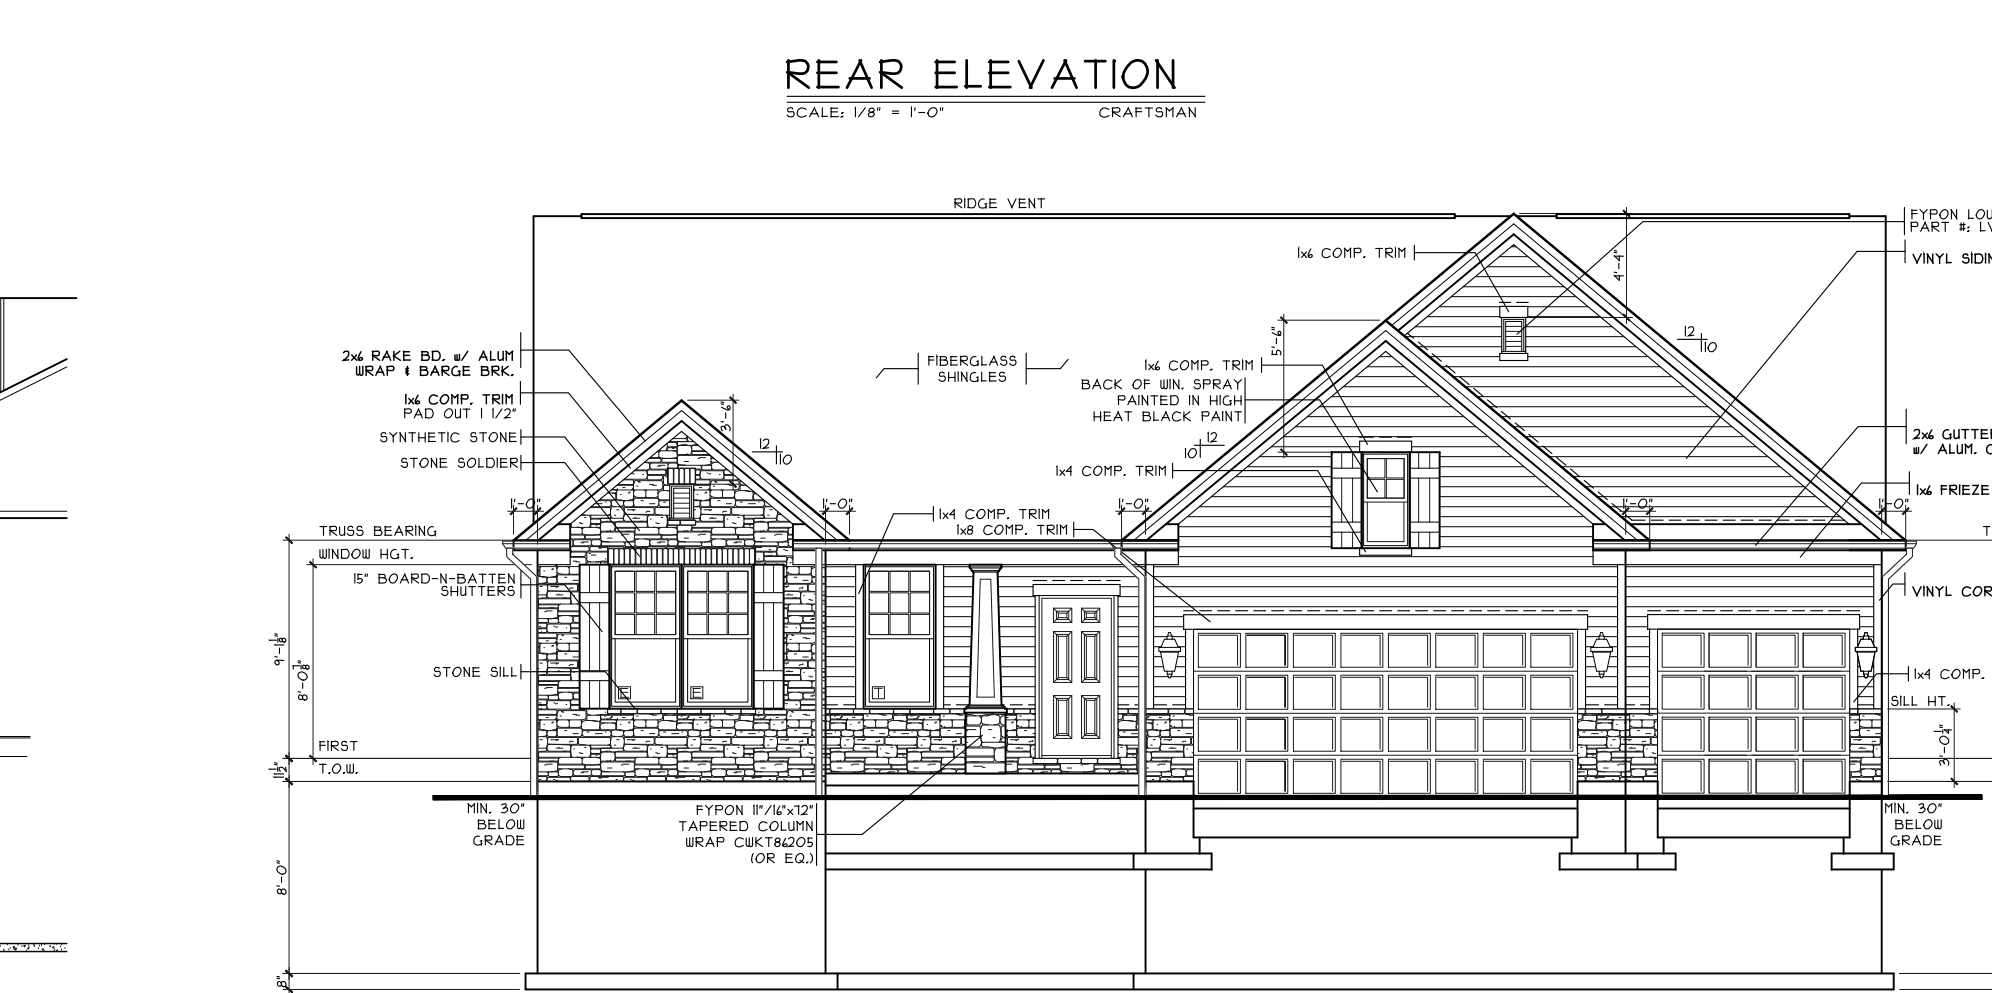 REAR ELEVATION
SCALE: 1/8" = 1'-0" CRAFTSMAN
RIDGE VENT
FYPON LOU
PART #: LV
1x6 COMP. TRIM
VINYL SIDIN
4'-4"
5'-6"
12
10
2x6 RAKE BD. w/ ALUM
WRAP & BARGE BRK.
FIBERGLASS
SHINGLES
1x6 COMP. TRIM
BACK OF WIN. SPRAY
PAINTED IN HIGH
HEAT BLACK PAINT
1x6 COMP. TRIM
PAD OUT 1 1/2"
3'-6"
SYNTHETIC STONE
12
10
12
10
2x6 GUTTE
w/ ALUM. C
STONE SOLDIER
1x4 COMP. TRIM
1x6 FRIEZE
1'-0"
1'-0"
1'-0"
1'-0"
1'-0"
1x4 COMP. TRIM
1x8 COMP. TRIM
TRUSS BEARING
T
WINDOW HGT.
15" BOARD-N-BATTEN
SHUTTERS
VINYL COR
9'-1 1/8"
8'-0 7/8"
STONE SILL
E
E
T
1x4 COMP.
SILL HT.
3'-0 1/4"
FIRST
T.O.W.
11 1/2"
MIN. 30"
BELOW
GRADE
FYPON 11"/16"x72"
TAPERED COLUMN
WRAP CWKT86205
(OR EQ.)
MIN. 30"
BELOW
GRADE
8'-0"
8"